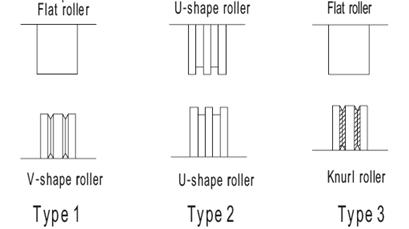 Flat roller
U-shape roller
Flat roller
V-shape roller
U-shape roller
Knurl roller
Type 1
Type 2
Type 3